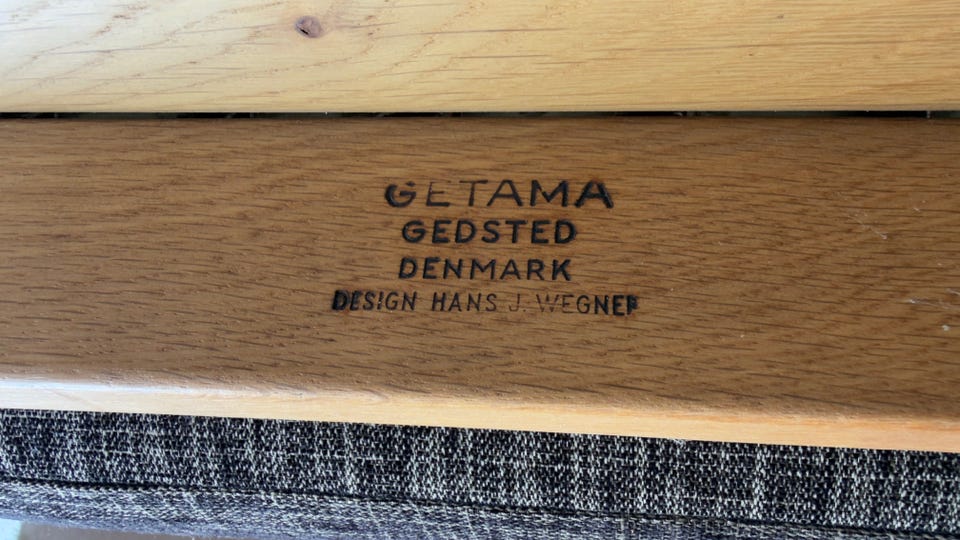 GETAMA
GEDSTED
DENMARK
DESIGN HANS J. WEGNER